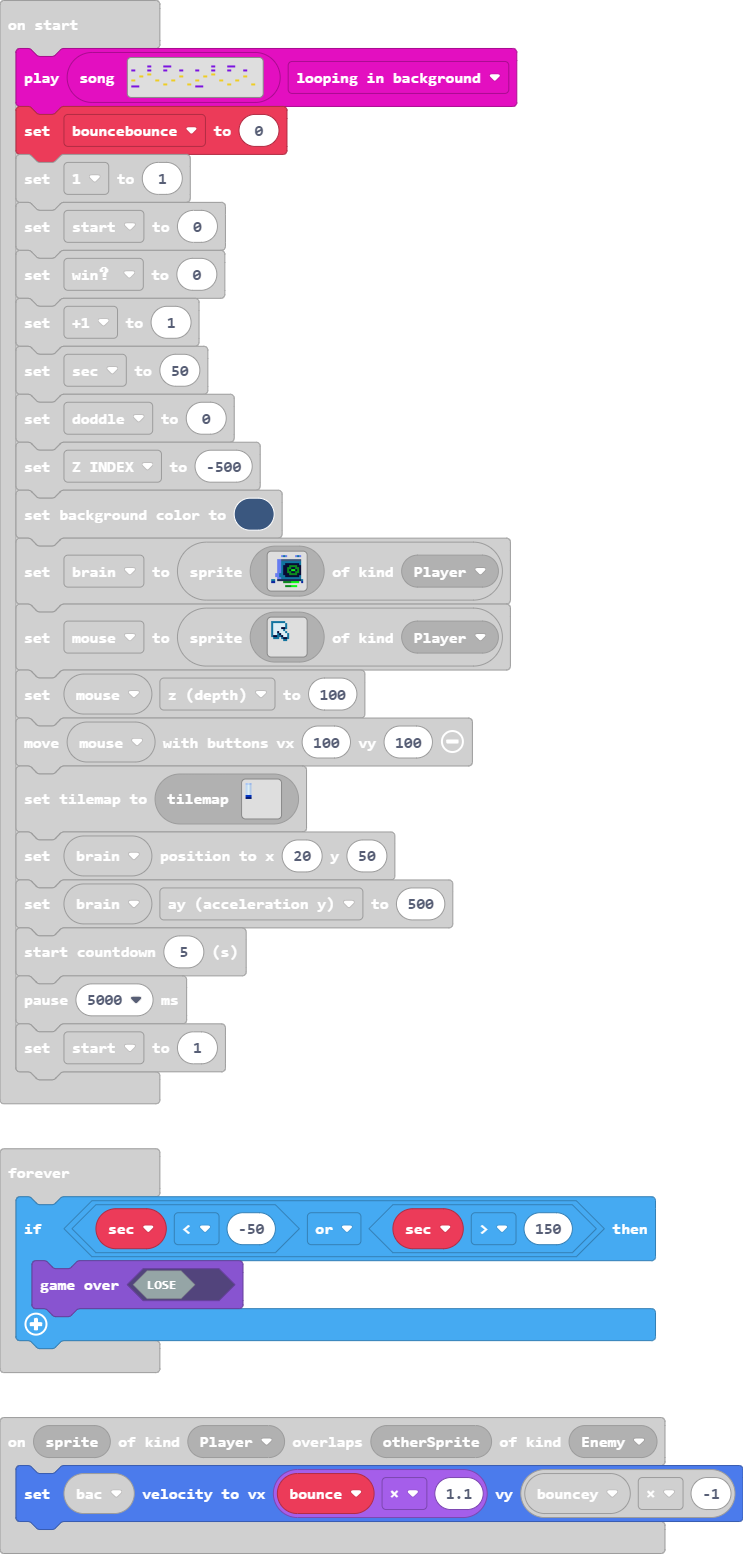 on start
play song looping in background
set bouncebounce to 0
set l to 1
set start to 0
set win? to 0
set +1 to 1
set sec to 50
set doddle to 0
set Z INDEX to -500
set background color to
set brain to sprite of kind Player
set mouse to sprite of kind Player
set mouse z (depth) to 100
move mouse with buttons vx 100 vy 100
set tilemap to tilemap
set brain position to x 20 y 50
set brain ay (acceleration y) to 500
start countdown 5 (s)
pause 5000 ms
set start to 1
forever
if sec < -50 or sec > 150 then
game over LOSE
on sprite of kind Player overlaps otherSprite of kind Enemy
set bac velocity to vx bounce × 1.1 vy bouncey × -1